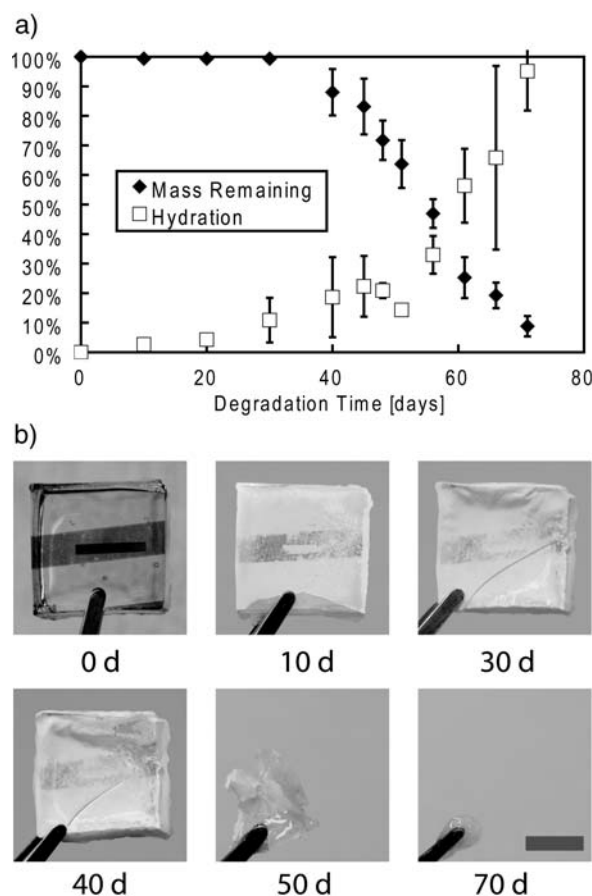 a)
100%
90%
80%
70%
60%
50%
40%
30%
20%
10%
0%
Mass Remaining
Hydration
0 20 40 60 80
Degradation Time [days]
b)
0 d 10 d 30 d
40 d 50 d 70 d